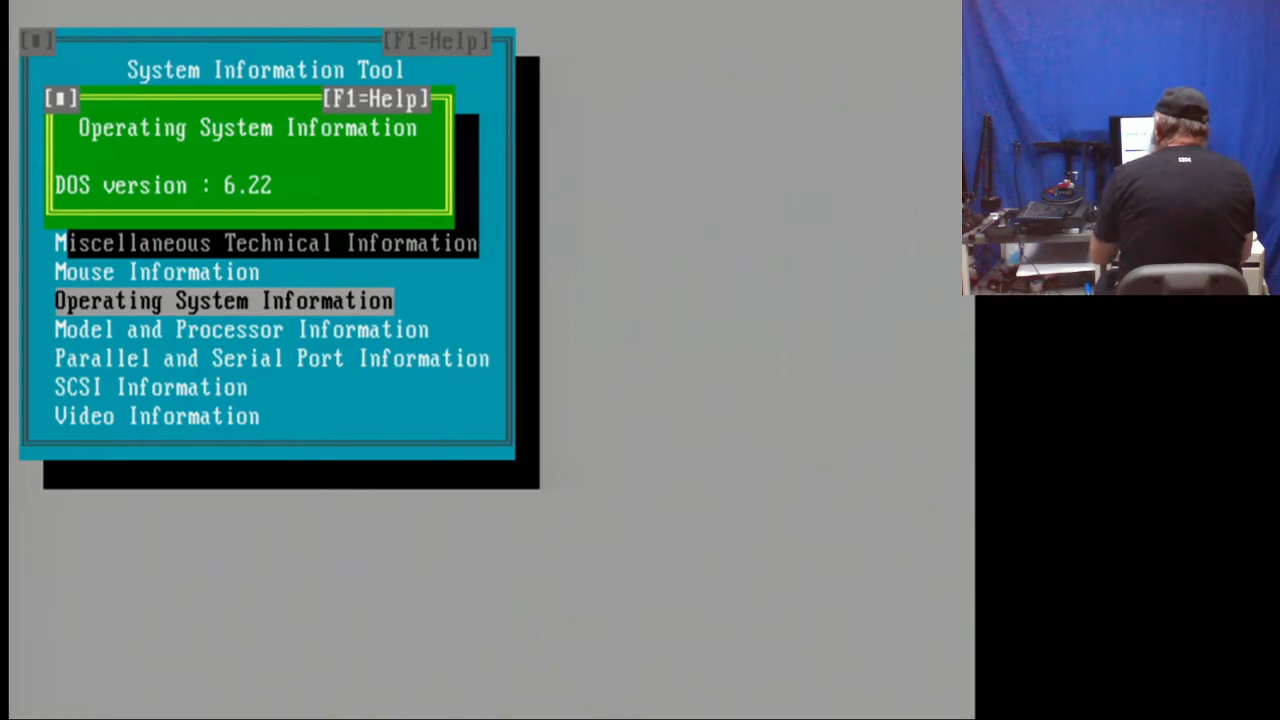 [■] [F1=Help]
System Information Tool
[■] [F1=Help]
Operating System Information
DOS version : 6.22
Miscellaneous Technical Information
Mouse Information
Operating System Information
Model and Processor Information
Parallel and Serial Port Information
SCSI Information
Video Information
IBM